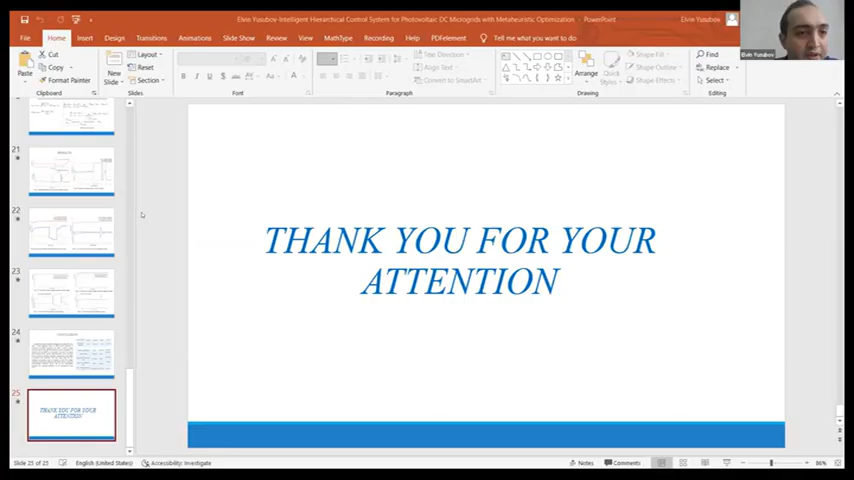 Elvin Yusubov-Intelligent Hierarchical Control System for Photovoltaic DC Microgrids with Metaheuristic Optimization - PowerPoint
Elvin Yusubov
Elvin Yusubov
File Home Insert Design Transitions Animations Slide Show Review View MathType Recording Help PDFelement Tell me what you do
Cut
Copy
Format Painter
Paste
Clipboard
New
Slide
Layout
Reset
Section
Slides
Font
Text Direction
Align Text
Convert to SmartArt
Paragraph
Arrange
Quick
Styles
Shape Fill
Shape Outline
Shape Effects
Drawing
Find
Replace
Select
Editing
21
22
23
24
25
THANK YOU FOR YOUR
ATTENTION
THANK YOU FOR YOUR
ATTENTION
Slide 25 of 25 English (United States) Accessibility: Investigate
Notes Comments 86%